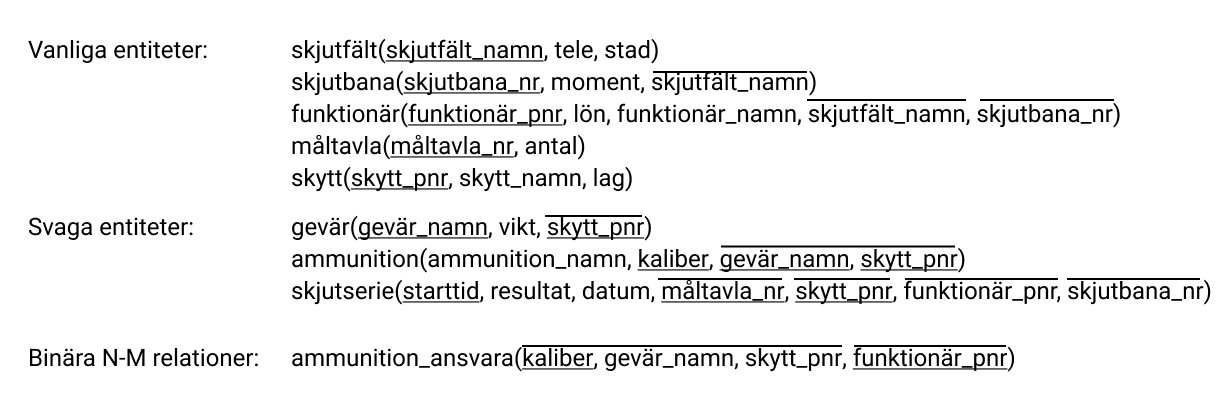 Vanliga entiteter: skjutfält(skjutfält_namn, tele, stad)
skjutbana(skjutbana_nr, moment, skjutfält_namn)
funktionär(funktionär_pnr, lön, funktionär_namn, skjutfält_namn, skjutbana_nr)
måltavla(måltavla_nr, antal)
skytt(skytt_pnr, skytt_namn, lag)
Svaga entiteter: gevär(gevär_namn, vikt, skytt_pnr)
ammunition(ammunition_namn, kaliber, gevär_namn, skytt_pnr)
skjutserie(starttid, resultat, datum, måltavla_nr, skytt_pnr, funktionär_pnr, skjutbana_nr)
Binära N-M relationer: ammunition_ansvara(kaliber, gevär_namn, skytt_pnr, funktionär_pnr)